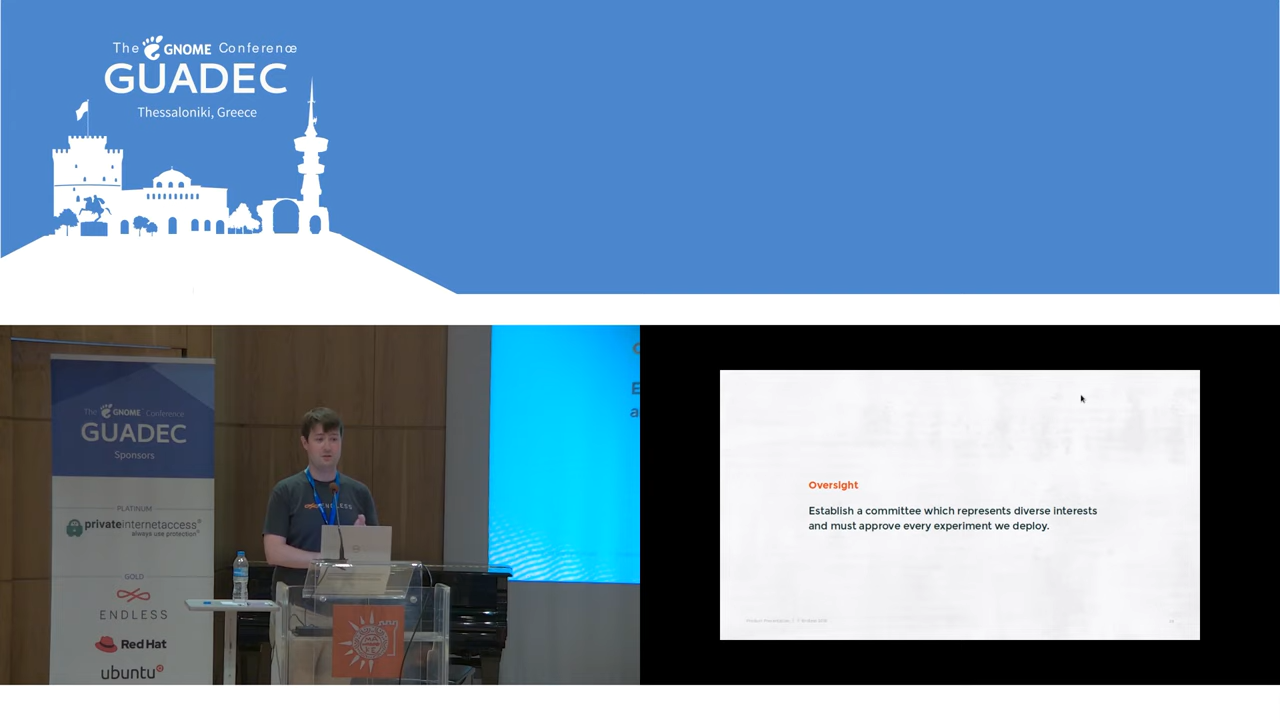 The GNOME Conference
GUADEC
Thessaloniki, Greece
The GNOME Conference
GUADEC
Sponsors
PLATINUM
privateinternetaccess®
always use protection®
GOLD
ENDLESS
Red Hat
ubuntu®
ENDLESS
Oversight
Establish a committee which represents diverse interests
and must approve every experiment we deploy.